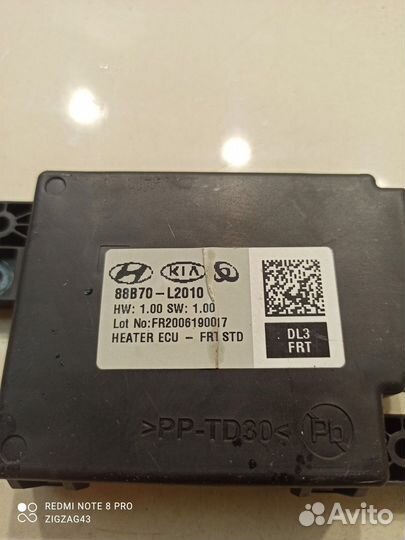 KIA
88B70-L2010
HW: 1.00 SW: 1.00
Lot No:FR2006190017
HEATER ECU - FRT STD
DL3
FRT
>PP-TD30<
Pb
REDMI NOTE 8 PRO
ZIGZAG43
Avito